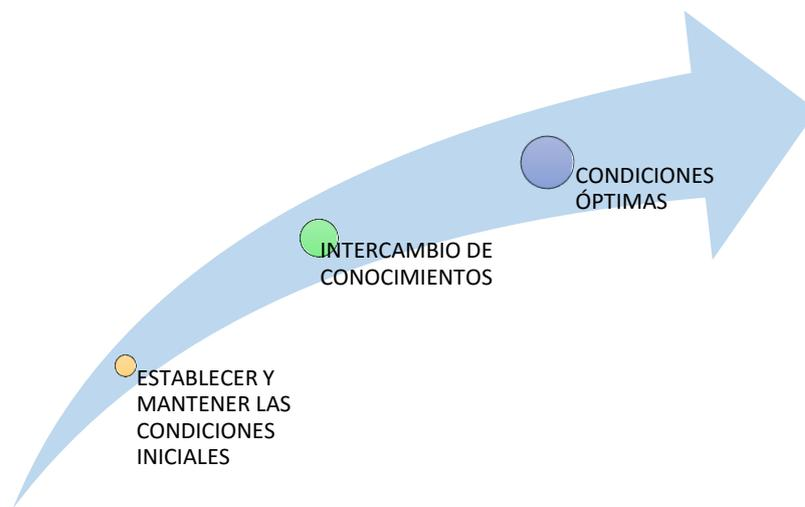 CONDICIONES
ÓPTIMAS
INTERCAMBIO DE
CONOCIMIENTOS
ESTABLECER Y
MANTENER LAS
CONDICIONES
INICIALES